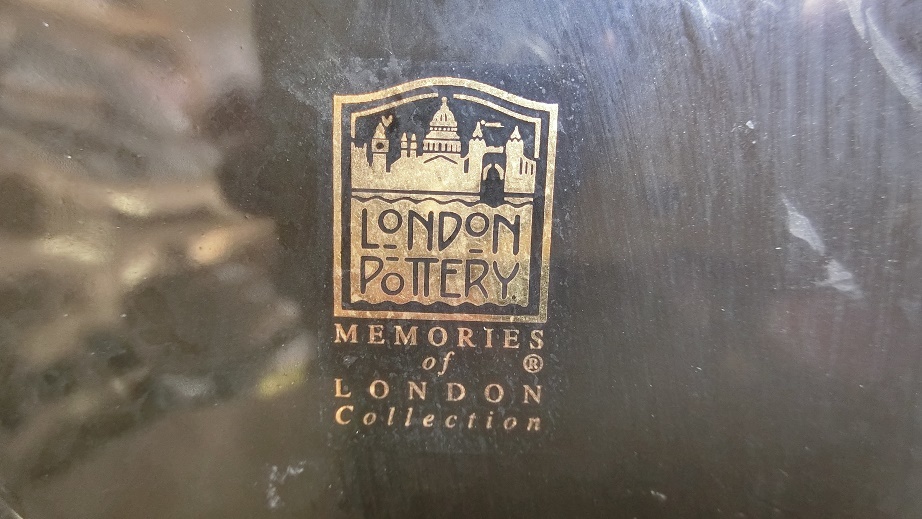 LONDON
POTTERY
MEMORIES
of ®
LONDON
Collection